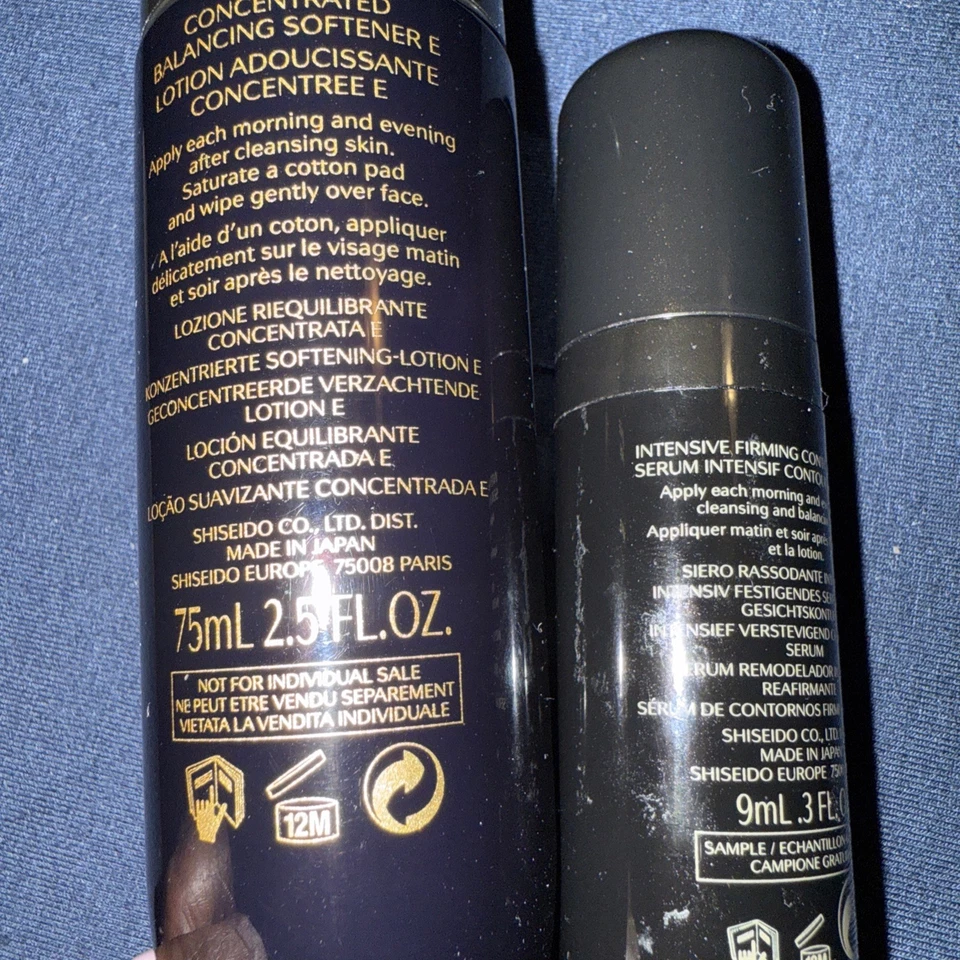 CONCENTRATED
BALANCING SOFTENER E
LOTION ADOUCISSANTE
CONCENTREE E
Apply each morning and evening
after cleansing skin.
Saturate a cotton pad
and wipe gently over face.
A l'aide d'un coton, appliquer
délicatement sur le visage matin
et soir après le nettoyage.
LOZIONE RIEQUILIBRANTE
CONCENTRATA E
KONZENTRIERTE SOFTENING-LOTION E
GECONCENTREERDE VERZACHTENDE
LOTION E
LOCIÓN EQUILIBRANTE
CONCENTRADA E
LOÇÃO SUAVIZANTE CONCENTRADA E
SHISEIDO CO., LTD. DIST.
MADE IN JAPAN
SHISEIDO EUROPE 75008 PARIS
75mL 2.5 FL.OZ.
NOT FOR INDIVIDUAL SALE
NE PEUT ETRE VENDU SEPAREMENT
VIETATA LA VENDITA INDIVIDUALE
12M
INTENSIVE FIRMING
SERUM INTENSIF
Apply each morning and
cleansing and
Appliquer matin et soir
et la lotion.
SIERO RASSODANTE
INTENSIV FESTIGENDES
INTENSIEF
SERUM
SERUM REMODELADOR
REAFIRMANTE
SÉRUM DE CONTORNOS
SHISEIDO CO., LTD.
MADE IN JAPAN
SHISEIDO EUROPE
9mL .3 FL.
SAMPLE / ECHANTILLON
CAMPIONE
12M